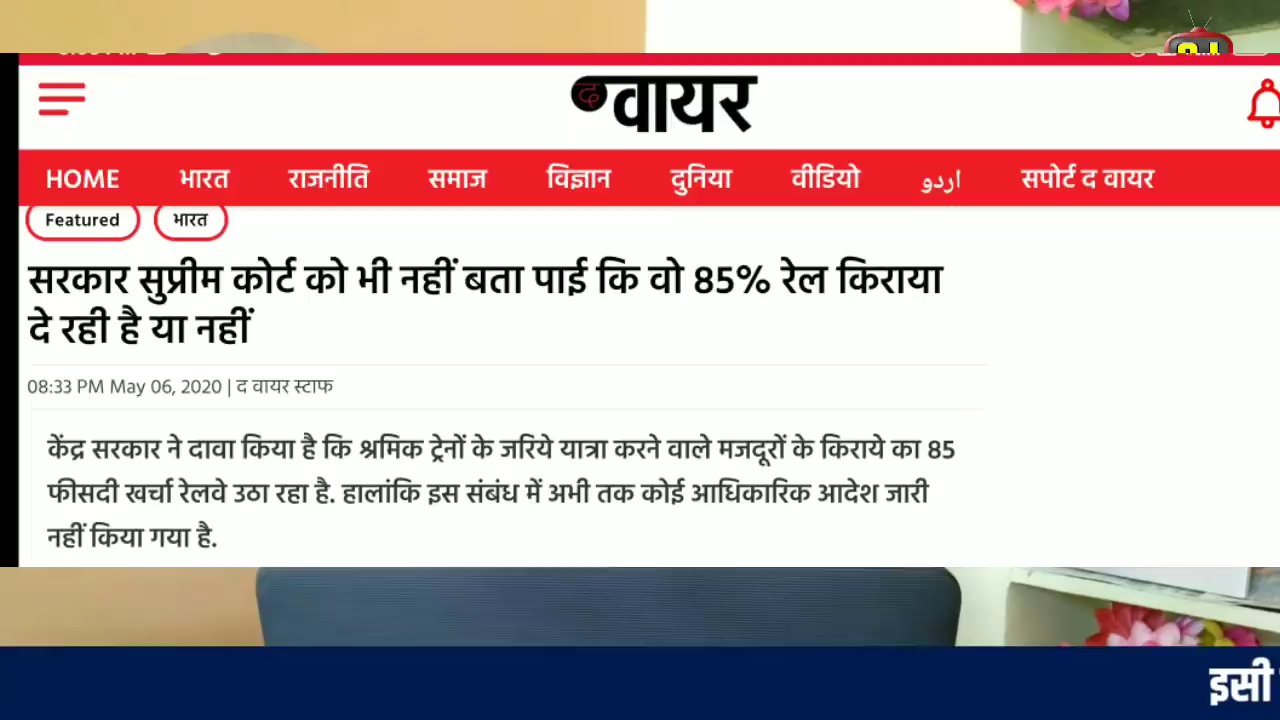 द वायर
HOME भारत राजनीति समाज विज्ञान दुनिया वीडियो اردو सपोर्ट द वायर
Featured भारत
सरकार सुप्रीम कोर्ट को भी नहीं बता पाई कि वो 85% रेल किराया
दे रही है या नहीं
08:33 PM May 06, 2020 | द वायर स्टाफ
केंद्र सरकार ने दावा किया है कि श्रमिक ट्रेनों के जरिये यात्रा करने वाले मजदूरों के किराये का 85
फीसदी खर्चा रेलवे उठा रहा है. हालांकि इस संबंध में अभी तक कोई आधिकारिक आदेश जारी
नहीं किया गया है.
इसी